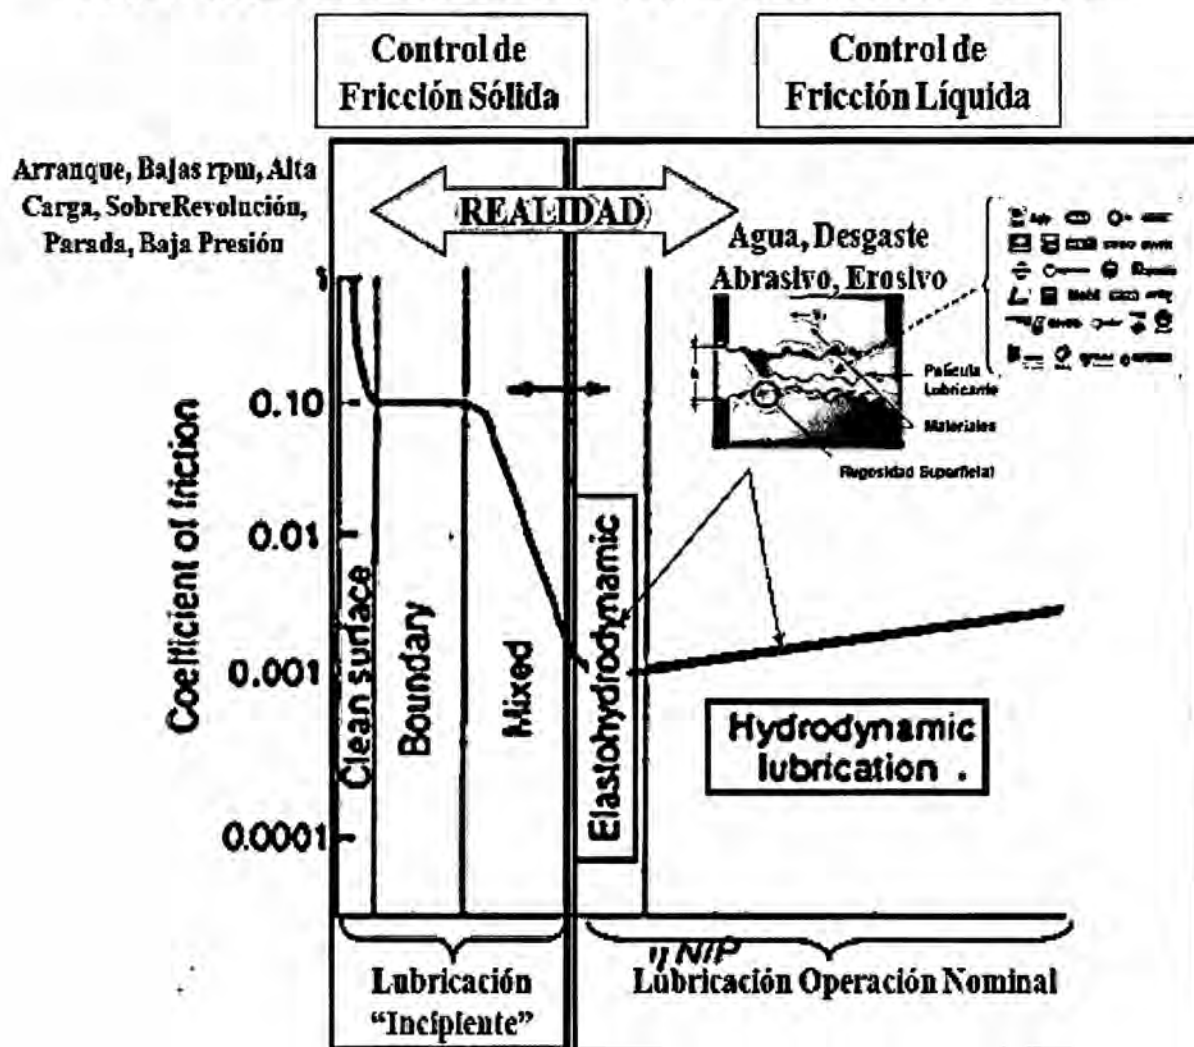 Control de
Fricción Sólida
Control de
Fricción Líquida
Arranque, Bajas rpm, Alta
Carga, SobreRevolución,
Parada, Baja Presión
REALIDAD
Agua, Desgaste
Abrasivo, Erosivo
Película
Lubricante
Materiales
Rugosidad Superficial
Coefficient of friction
0.10
0.01
0.001
0.0001
Clean surface
Boundary
Mixed
Elastohydrodynamic
Hydrodynamic
lubrication .
η N/P
Lubricación
“Incipiente”
Lúbricación Operación Nominal